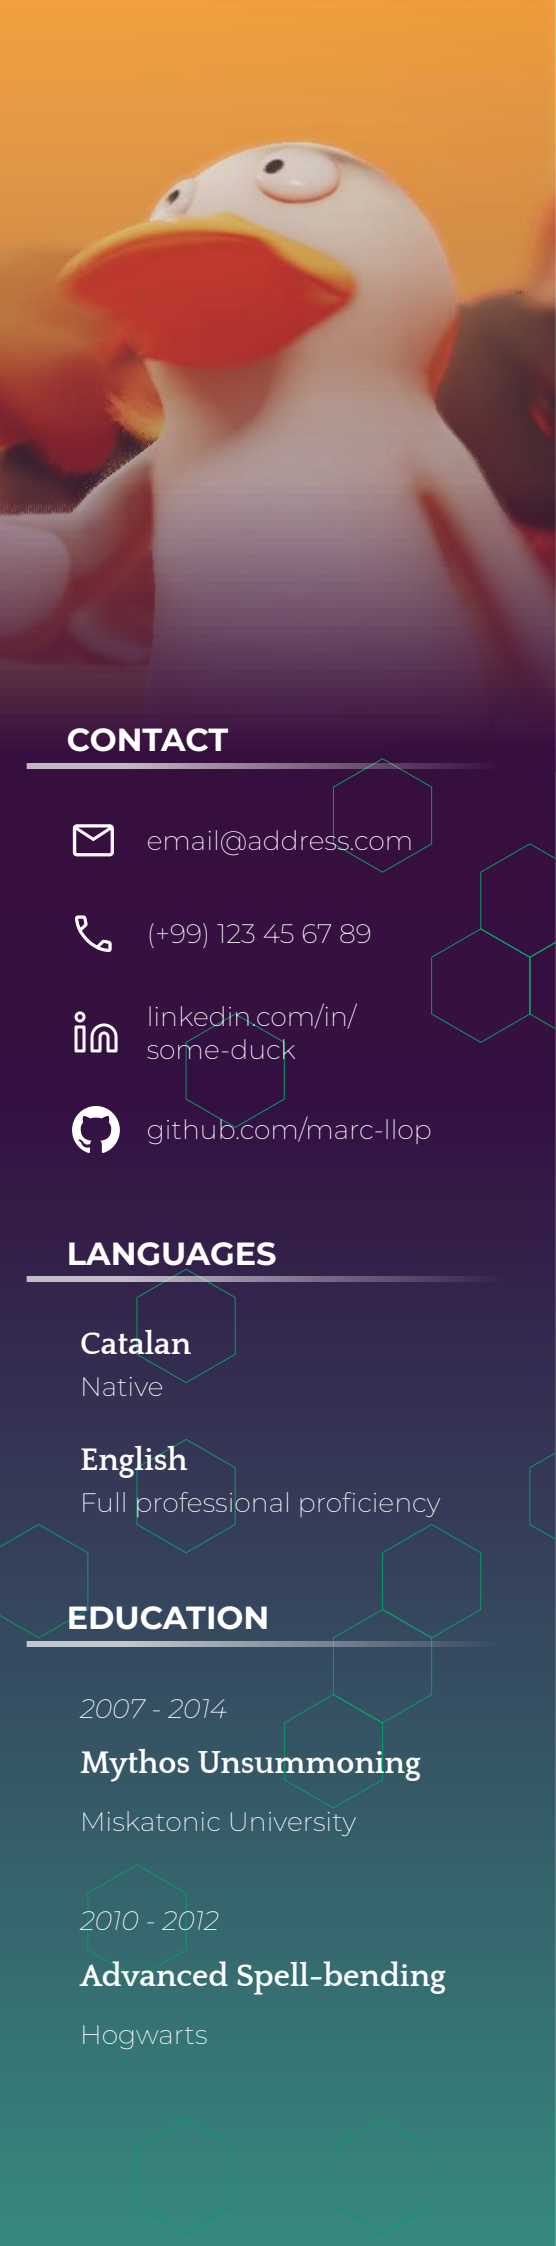 CONTACT
email@address.com
(+99) 123 45 67 89
linkedin.com/in/
some-duck
github.com/marc-llop
LANGUAGES
Catalan
Native
English
Full professional proficiency
EDUCATION
2007 - 2014
Mythos Unsummoning
Miskatonic University
2010 - 2012
Advanced Spell-bending
Hogwarts